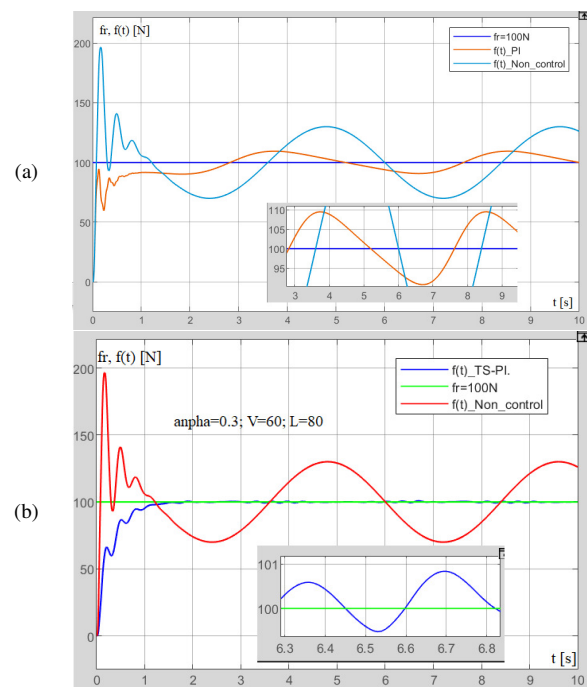 fr, f(t) [N]
fr=100N
f(t)_PI
f(t)_Non_control
200
150
(a)
100
50
0
110
105
100
95
3 4 5 6 7 8 9
t [s]
0 1 2 3 4 5 6 7 8 9 10
fr, f(t) [N]
f(t)_TS-PI.
fr=100N
f(t)_Non_control
200
anpha=0.3; V=60; L=80
150
(b)
100
50
0
101
100
6.3 6.4 6.5 6.6 6.7 6.8
t [s]
0 1 2 3 4 5 6 7 8 9 10